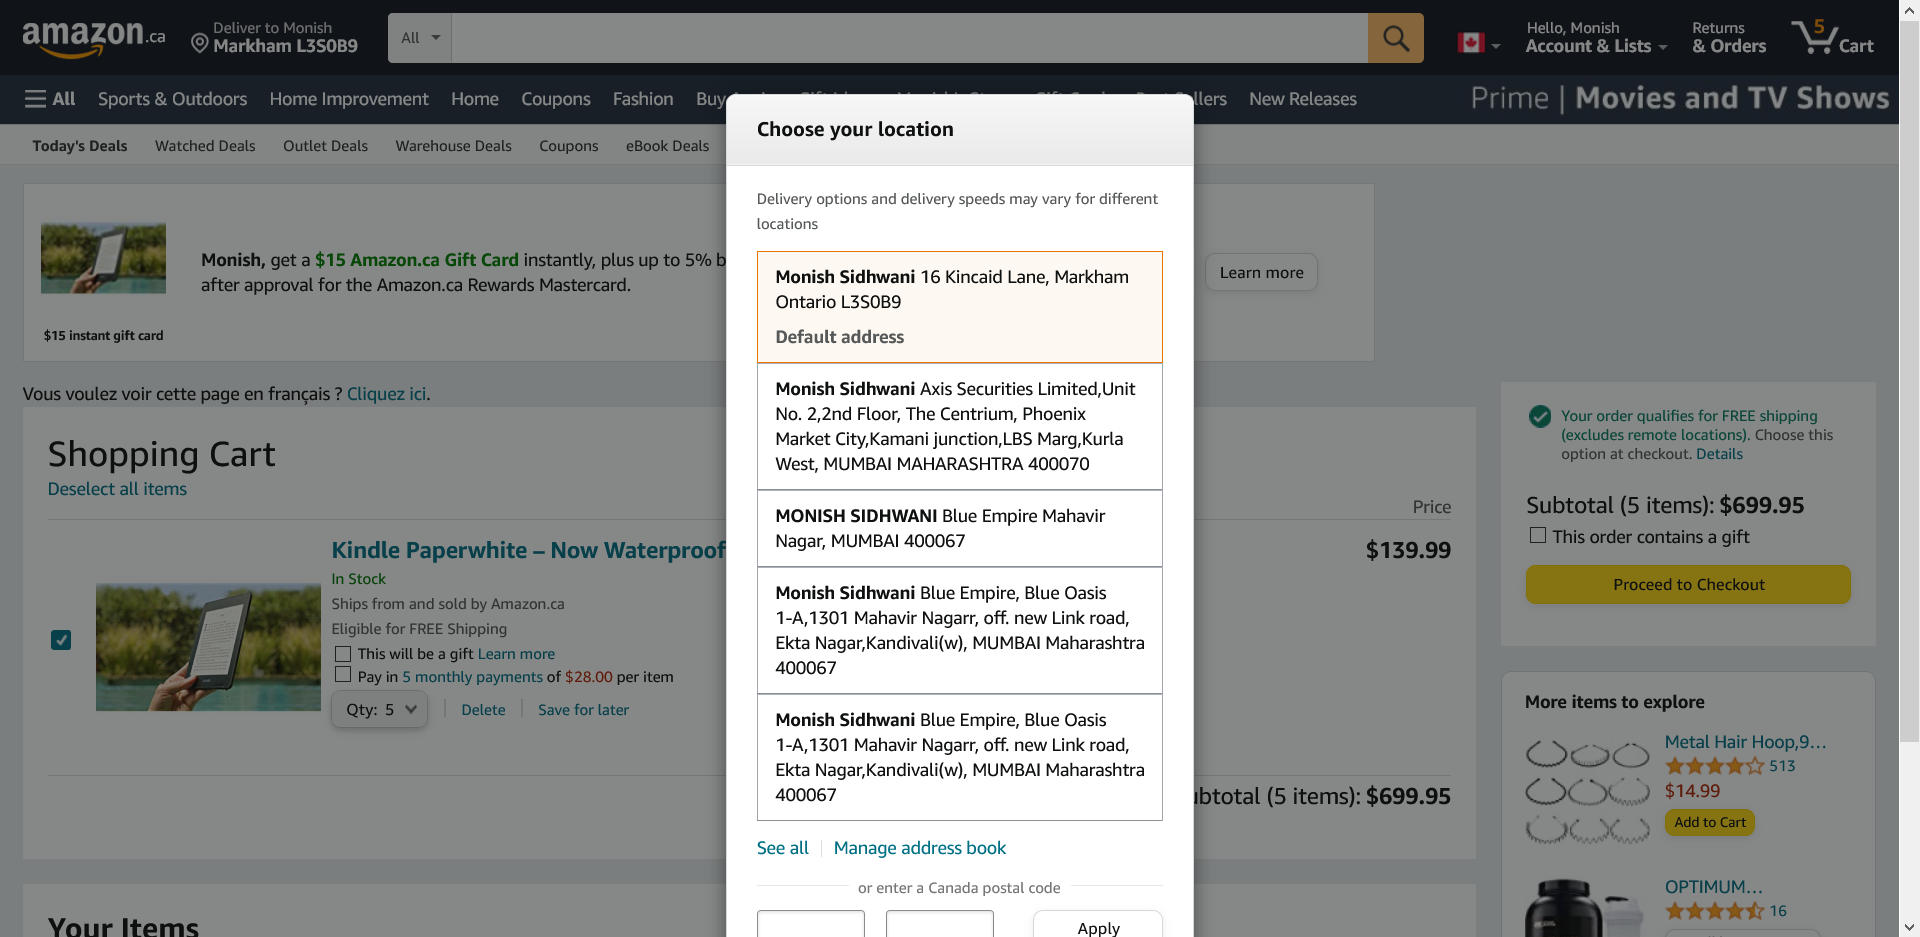 amazon.ca
Deliver to Monish
Markham L3S0B9
All
Hello, Monish
Account & Lists
Returns
& Orders
5
Cart
All
Sports & Outdoors
Home Improvement
Home
Coupons
Fashion
Buy
New Releases
Prime | Movies and TV Shows
Today's Deals
Watched Deals
Outlet Deals
Warehouse Deals
Coupons
eBook Deals
Monish, get a $15 Amazon.ca Gift Card instantly, plus up to 5% b
after approval for the Amazon.ca Rewards Mastercard.
$15 instant gift card
Learn more
Vous voulez voir cette page en français ? Cliquez ici.
Shopping Cart
Deselect all items
Price
Kindle Paperwhite – Now Waterproof
$139.99
In Stock
Ships from and sold by Amazon.ca
Eligible for FREE Shipping
This will be a gift Learn more
Pay in 5 monthly payments of $28.00 per item
Qty: 5
Delete
Save for later
ubtotal (5 items): $699.95
Your Items
Choose your location
Delivery options and delivery speeds may vary for different
locations
Monish Sidhwani 16 Kincaid Lane, Markham
Ontario L3S0B9
Default address
Monish Sidhwani Axis Securities Limited,Unit
No. 2,2nd Floor, The Centrium, Phoenix
Market City,Kamani junction,LBS Marg,Kurla
West, MUMBAI MAHARASHTRA 400070
MONISH SIDHWANI Blue Empire Mahavir
Nagar, MUMBAI 400067
Monish Sidhwani Blue Empire, Blue Oasis
1-A,1301 Mahavir Nagarr, off. new Link road,
Ekta Nagar,Kandivali(w), MUMBAI Maharashtra
400067
Monish Sidhwani Blue Empire, Blue Oasis
1-A,1301 Mahavir Nagarr, off. new Link road,
Ekta Nagar,Kandivali(w), MUMBAI Maharashtra
400067
See all
Manage address book
or enter a Canada postal code
Apply
Your order qualifies for FREE shipping
(excludes remote locations). Choose this
option at checkout. Details
Subtotal (5 items): $699.95
This order contains a gift
Proceed to Checkout
More items to explore
Metal Hair Hoop,9…
513
$14.99
Add to Cart
OPTIMUM…
16